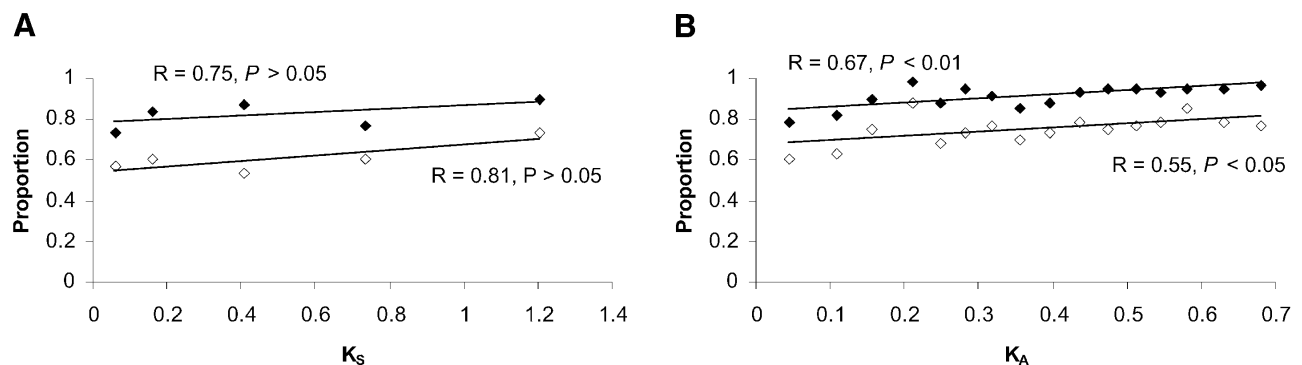 A
R = 0.75, P > 0.05
1
0.8
0.6
0.4
0.2
0
Proportion
R = 0.81, P > 0.05
0 0.2 0.4 0.6 0.8 1 1.2 1.4
KS
B
R = 0.67, P < 0.01
1
0.8
0.6
0.4
0.2
0
Proportion
R = 0.55, P < 0.05
0 0.1 0.2 0.3 0.4 0.5 0.6 0.7
KA